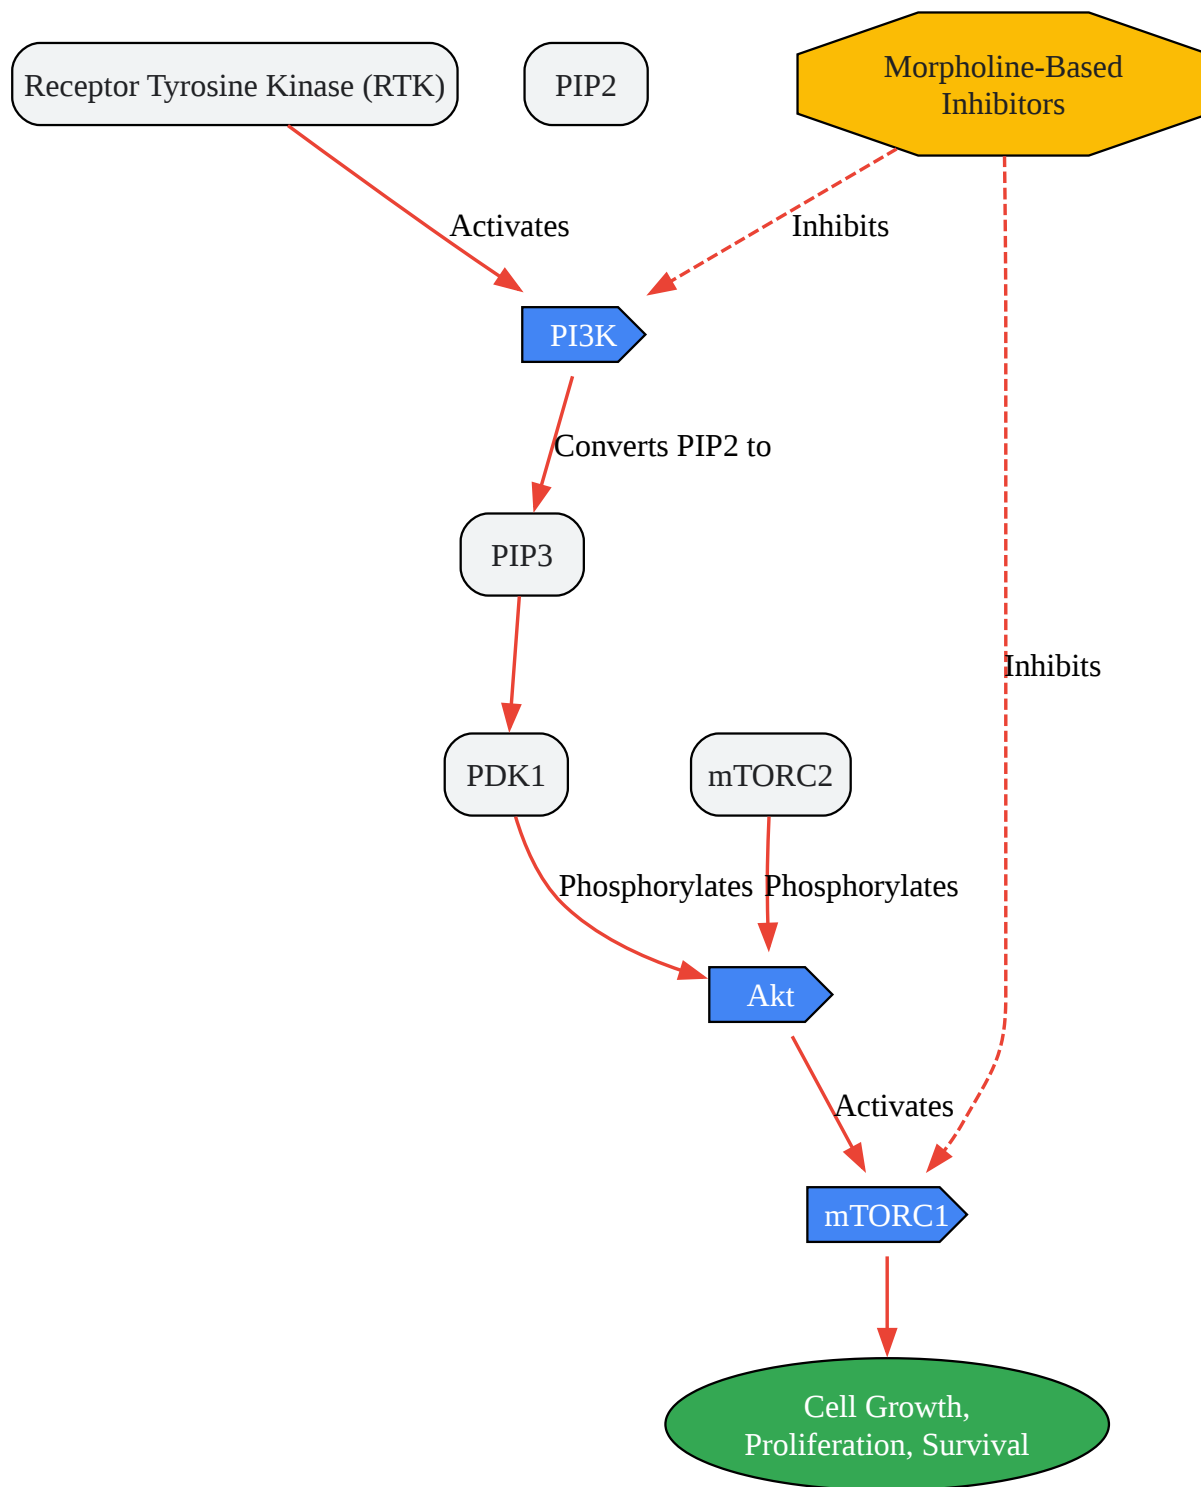 Receptor Tyrosine Kinase (RTK)
PIP2
Morpholine-Based
Inhibitors
Activates
Inhibits
PI3K
Converts PIP2 to
PIP3
Inhibits
PDK1
mTORC2
Phosphorylates
Phosphorylates
Akt
Activates
mTORC1
Cell Growth,
Proliferation, Survival